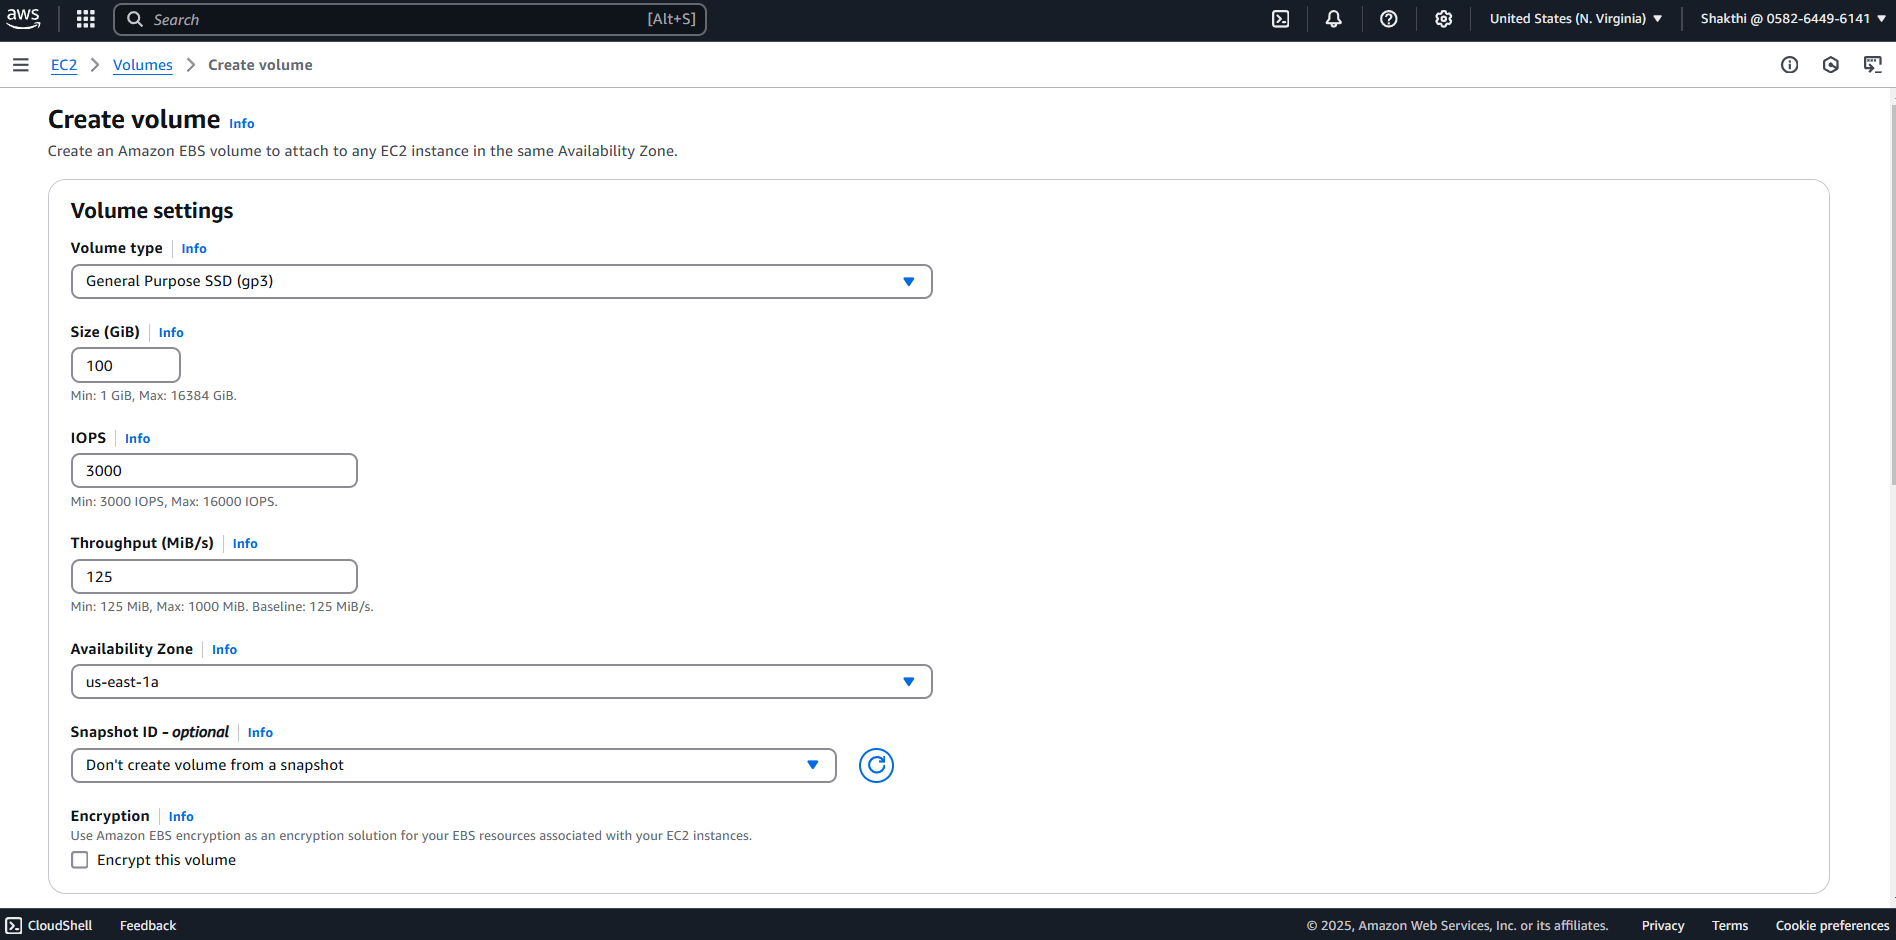 aws
Search [Alt+S]
United States (N. Virginia)
Shakthi @ 0582-6449-6141
EC2 > Volumes > Create volume
Create volume Info
Create an Amazon EBS volume to attach to any EC2 instance in the same Availability Zone.
Volume settings
Volume type Info
General Purpose SSD (gp3)
Size (GiB) Info
100
Min: 1 GiB, Max: 16384 GiB.
IOPS Info
3000
Min: 3000 IOPS, Max: 16000 IOPS.
Throughput (MiB/s) Info
125
Min: 125 MiB, Max: 1000 MiB. Baseline: 125 MiB/s.
Availability Zone Info
us-east-1a
Snapshot ID - optional Info
Don't create volume from a snapshot
Encryption Info
Use Amazon EBS encryption as an encryption solution for your EBS resources associated with your EC2 instances.
Encrypt this volume
CloudShell Feedback © 2025, Amazon Web Services, Inc. or its affiliates. Privacy Terms Cookie preferences